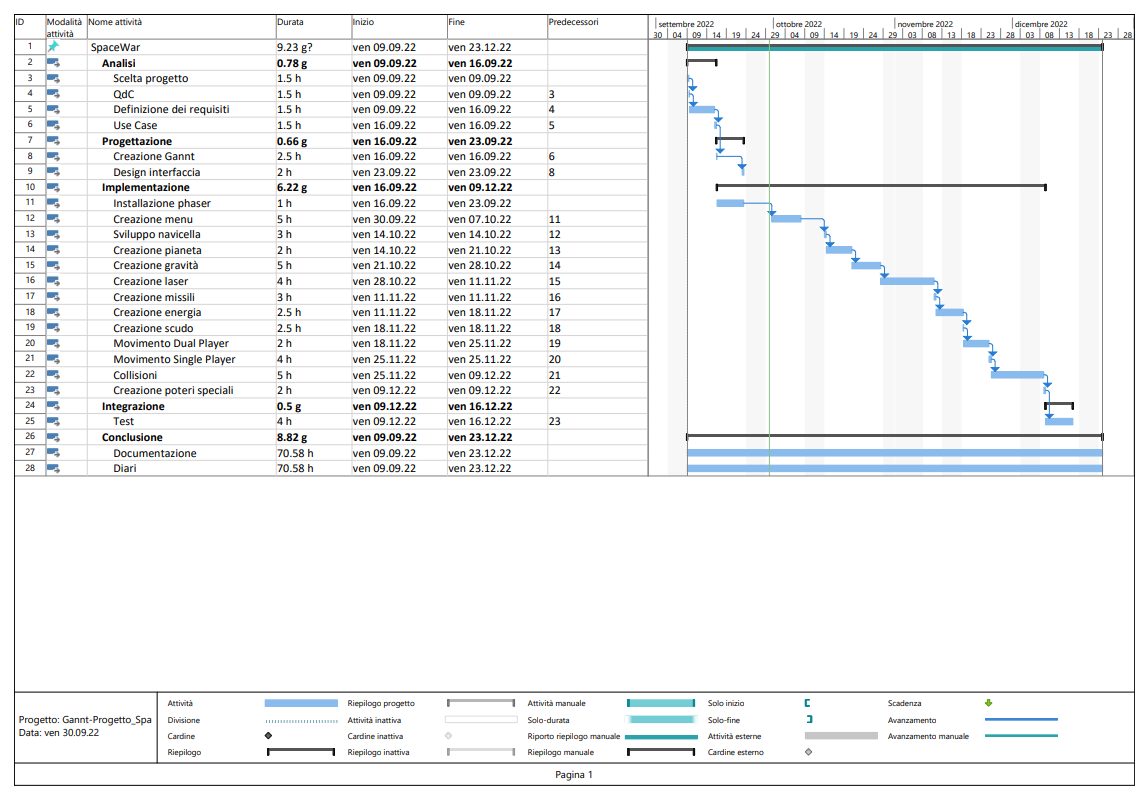 ID Modalità attività Nome attività Durata Inizio Fine Predecessori
settembre 2022 ottobre 2022 novembre 2022 dicembre 2022
30 04 09 14 19 24 29 04 09 14 19 24 29 03 08 13 18 23 28 03 08 13 18 23 28
1 SpaceWar 9.23 g? ven 09.09.22 ven 23.12.22
2 Analisi 0.78 g ven 09.09.22 ven 16.09.22
3 Scelta progetto 1.5 h ven 09.09.22 ven 09.09.22
4 QdC 1.5 h ven 09.09.22 ven 09.09.22 3
5 Definizione dei requisiti 1.5 h ven 09.09.22 ven 16.09.22 4
6 Use Case 1.5 h ven 16.09.22 ven 16.09.22 5
7 Progettazione 0.66 g ven 16.09.22 ven 23.09.22
8 Creazione Gannt 2.5 h ven 16.09.22 ven 16.09.22 6
9 Design interfaccia 2 h ven 23.09.22 ven 23.09.22 8
10 Implementazione 6.22 g ven 16.09.22 ven 09.12.22
11 Installazione phaser 1 h ven 16.09.22 ven 23.09.22
12 Creazione menu 5 h ven 30.09.22 ven 07.10.22 11
13 Sviluppo navicella 3 h ven 14.10.22 ven 14.10.22 12
14 Creazione pianeta 2 h ven 14.10.22 ven 21.10.22 13
15 Creazione gravità 5 h ven 21.10.22 ven 28.10.22 14
16 Creazione laser 4 h ven 28.10.22 ven 11.11.22 15
17 Creazione missili 3 h ven 11.11.22 ven 11.11.22 16
18 Creazione energia 2.5 h ven 11.11.22 ven 18.11.22 17
19 Creazione scudo 2.5 h ven 18.11.22 ven 18.11.22 18
20 Movimento Dual Player 2 h ven 18.11.22 ven 25.11.22 19
21 Movimento Single Player 4 h ven 25.11.22 ven 25.11.22 20
22 Collisioni 5 h ven 25.11.22 ven 09.12.22 21
23 Creazione poteri speciali 2 h ven 09.12.22 ven 09.12.22 22
24 Integrazione 0.5 g ven 09.12.22 ven 16.12.22
25 Test 4 h ven 09.12.22 ven 16.12.22 23
26 Conclusione 8.82 g ven 09.09.22 ven 23.12.22
27 Documentazione 70.58 h ven 09.09.22 ven 23.12.22
28 Diari 70.58 h ven 09.09.22 ven 23.12.22
Progetto: Gannt-Progetto_Spa
Data: ven 30.09.22
Attività Riepilogo progetto Attività manuale Solo inizio Scadenza
Divisione Attività inattiva Solo-durata Solo-fine Avanzamento
Cardine Cardine inattiva Riporto riepilogo manuale Attività esterne Avanzamento manuale
Riepilogo Riepilogo inattiva Riepilogo manuale Cardine esterno
Pagina 1